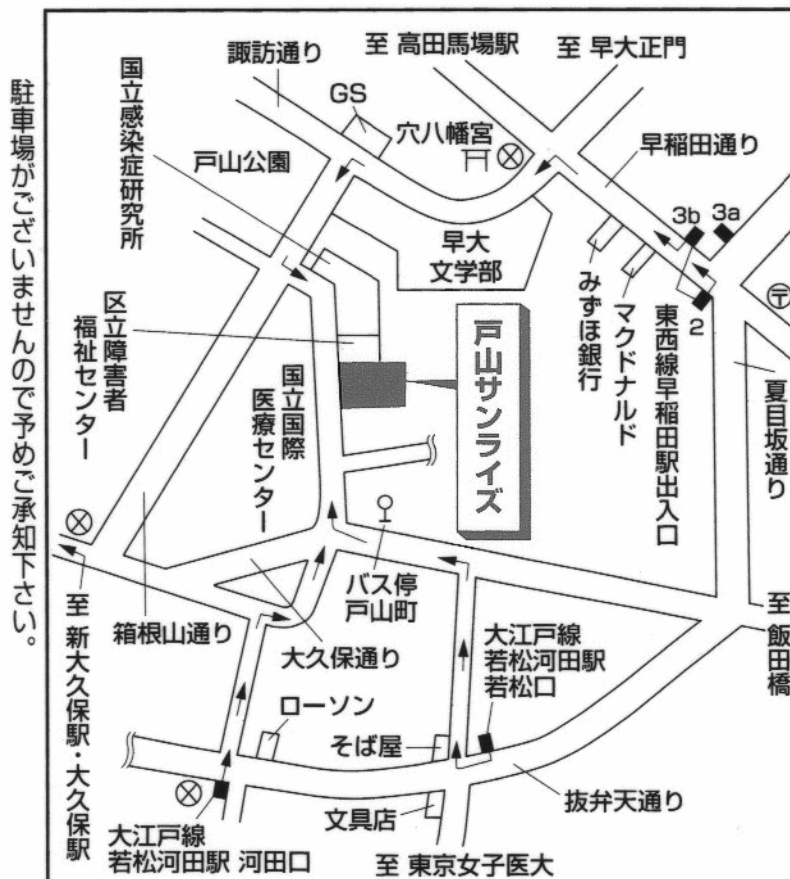 駐車場がございませんので予めご承知下さい。
諏訪通り
至 高田馬場駅
至 早大正門
国立感染症研究所
GS
穴八幡宮
早稲田通り
戸山公園
3b
3a
早大
文学部
みずほ銀行
マクドナルド
2
〒
東西線早稲田駅出入口
夏目坂通り
区立障害者
福祉センター
戸山サンライズ
国立国際
医療センター
バス停
戸山町
至 新大久保駅・大久保駅
箱根山通り
大久保通り
大江戸線
若松河田駅
若松口
至 飯田橋
ローソン
そば屋
抜弁天通り
文具店
大江戸線
若松河田駅 河田口
至 東京女子医大